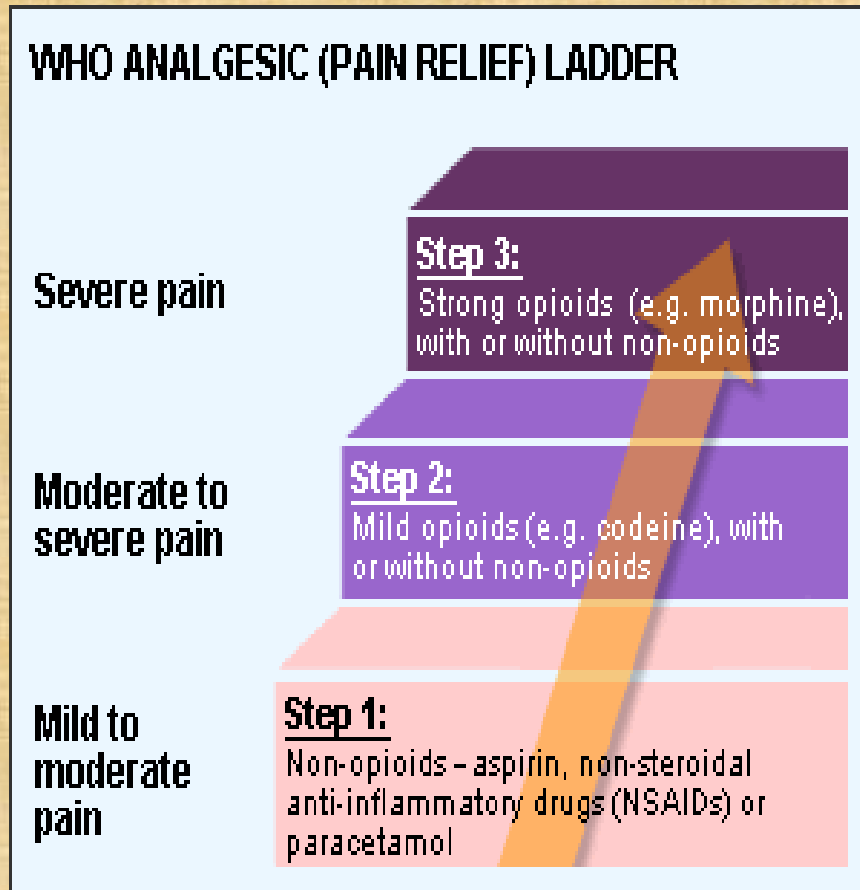 WHO ANALGESIC (PAIN RELIEF) LADDER
Severe pain
Step 3:
Strong opioids (e.g. morphine),
with or without non-opioids
Moderate to
severe pain
Step 2:
Mild opioids (e.g. codeine), with
or without non-opioids
Mild to
moderate
pain
Step 1:
Non-opioids – aspirin, non-steroidal
anti-inflammatory drugs (NSAIDs) or
paracetamol